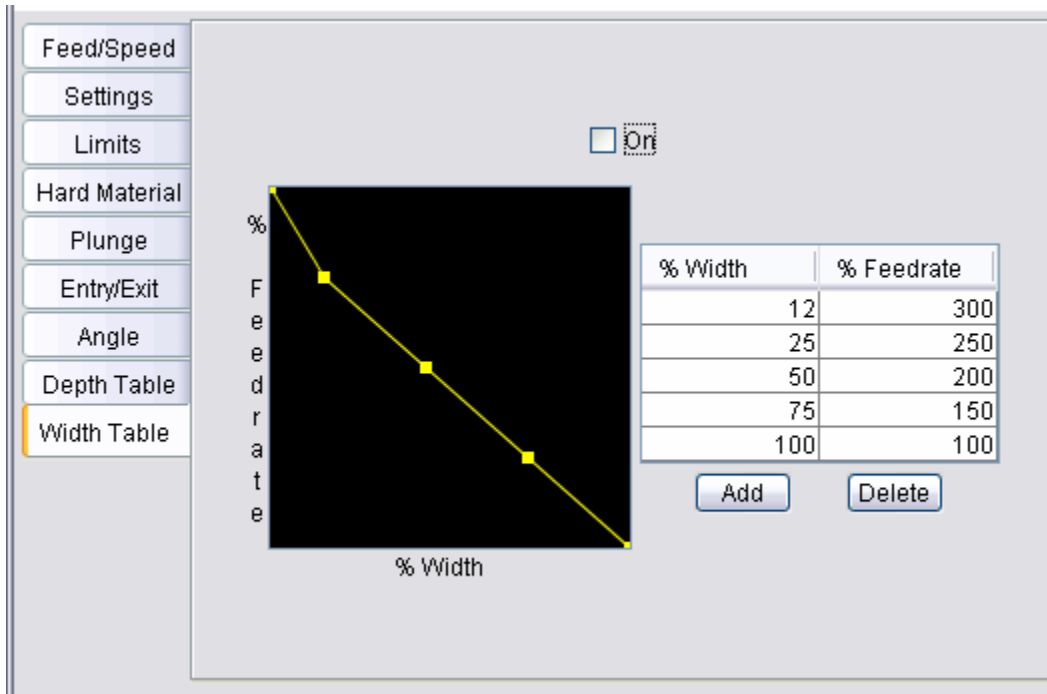 Feed/Speed
Settings
Limits
Hard Material
Plunge
Entry/Exit
Angle
Depth Table
Width Table
On
% Feedrate
% Width
% Width % Feedrate
12 300
25 250
50 200
75 150
100 100
Add Delete